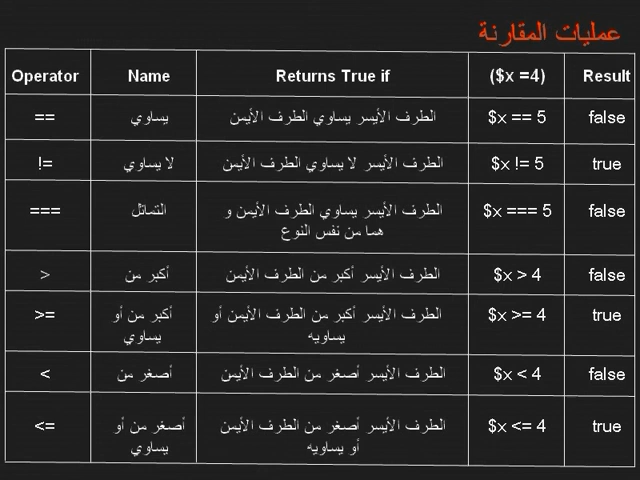 عمليات المقارنة
Operator Name Returns True if ($x =4) Result
== يساوي الطرف الأيسر يساوي الطرف الأيمن $x == 5 false
!= لا يساوي الطرف الأيسر لا يساوي الطرف الأيمن $x != 5 true
=== التماثل الطرف الأيسر يساوي الطرف الأيمن و $x === 5 false
هما من نفس النوع
> أكبر من الطرف الأيسر أكبر من الطرف الأيمن $x > 4 false
>= أكبر من أو الطرف الأيسر أكبر من الطرف الأيمن أو $x >= 4 true
يساوي يساويه
< أصغر من الطرف الأيسر أصغر من الطرف الأيمن $x < 4 false
<= أصغر من أو الطرف الأيسر أصغر من الطرف الأيمن $x <= 4 true
يساوي أو يساويه